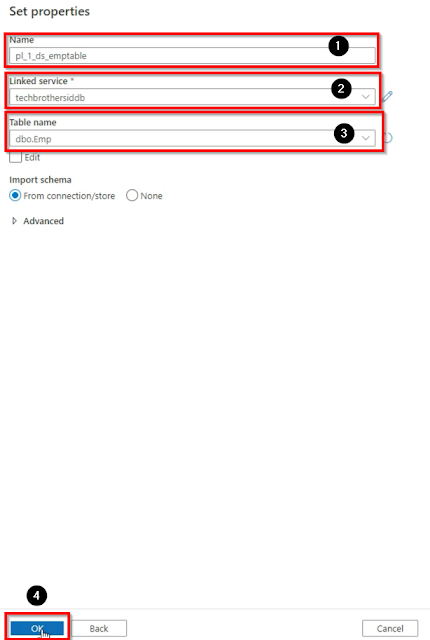 Set properties
Name
1
pl_1_ds_emptable
Linked service *
2
techbrothersiddb
Table name
3
dbo.Emp
Edit
Import schema
From connection/store None
Advanced
4
OK Back Cancel